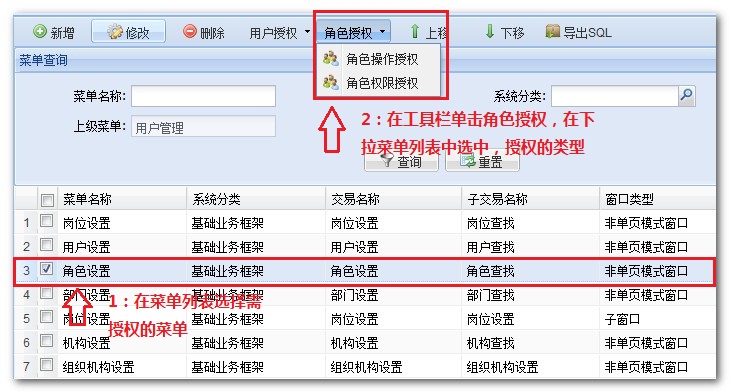 新增 修改 删除 用户授权 角色授权 上移 下移 导出SQL
角色操作授权
角色权限授权
菜单查询
菜单名称: 系统分类:
上级菜单: 用户管理
2：在工具栏单击角色授权，在下
拉菜单列表中选中，授权的类型
查询 重置
菜单名称 系统分类 交易名称 子交易名称 窗口类型
1 岗位设置 基础业务框架 岗位设置 岗位查找 非单页模式窗口
2 用户设置 基础业务框架 用户设置 用户查找 非单页模式窗口
3 角色设置 基础业务框架 角色设置 角色查找 非单页模式窗口
4 部门设置 基础业务框架 部门设置 部门查找 非单页模式窗口
1：在菜单列表选择需
授权的菜单
5 岗位设置 基础业务框架 岗位设置 岗位设置 子窗口
6 机构设置 基础业务框架 机构设置 机构查找 非单页模式窗口
7 组织机构设置 基础业务框架 组织机构设置 组织机构设置 非单页模式窗口